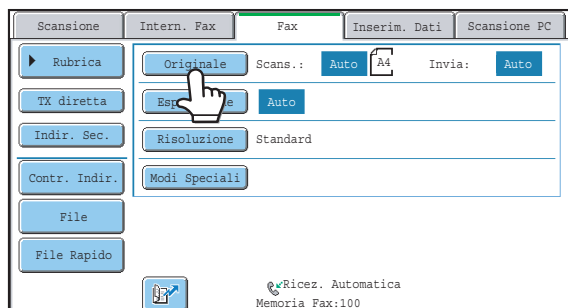 Scansione Intern. Fax Fax Inserim. Dati Scansione PC
Rubrica Originale Scans.: Auto A4 Invia: Auto
TX diretta Auto
Indir. Sec. Risoluzione Standard
Contr. Indir. Modi Speciali
File
File Rapido
Ricez. Automatica
Memoria Fax:100